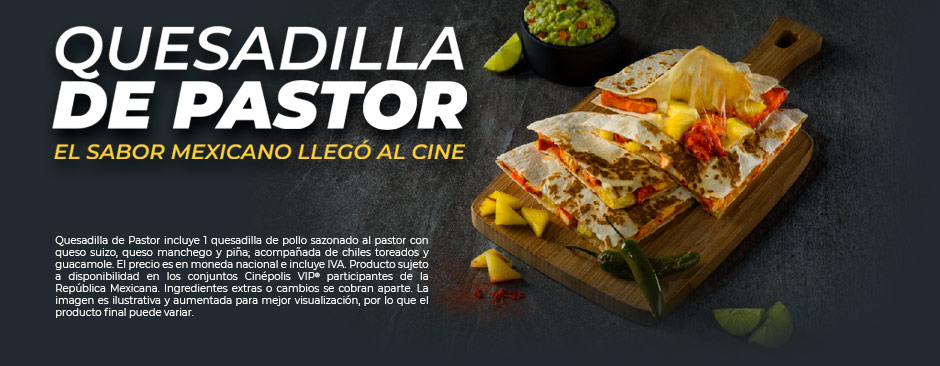 QUESADILLA
DE PASTOR
EL SABOR MEXICANO LLEGÓ AL CINE
Quesadilla de Pastor incluye 1 quesadilla de pollo sazonado al pastor con
queso suizo, queso manchego y piña; acompañada de chiles toreados y
guacamole. El precio es en moneda nacional e incluye IVA. Producto sujeto
a disponibilidad en los conjuntos Cinépolis VIP® participantes de la
República Mexicana. Ingredientes extras o cambios se cobran aparte. La
imagen es ilustrativa y aumentada para mejor visualización, por lo que el
producto final puede variar.